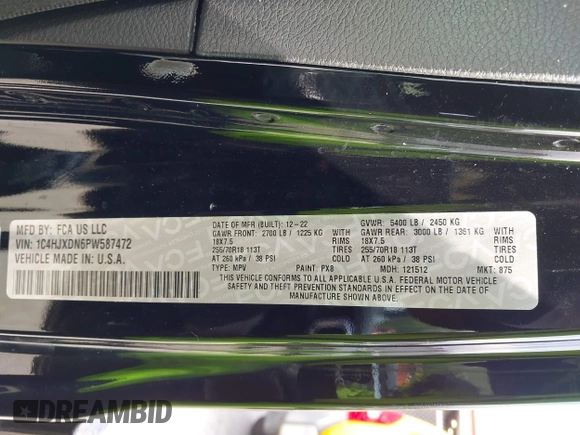 MFD BY: FCA US LLC
VIN: 1C4HJXDN6PW587472
VEHICLE MADE IN U.S.A.
DATE OF MFR (BUILT): 12-22 GVWR: 5400 LB / 2450 KG
GAWR FRONT: 2700 LB / 1225 KG GAWR REAR: 3000 LB / 1361 KG
18X7.5 RIMS 18X7.5 RIMS
255/70R18 113T TIRES 255/70R18 113T TIRES
AT 260 kPa / 38 PSI COLD AT 260 kPa / 38 PSI COLD
TYPE: MPV PAINT: PX8 MDH: 121512 MKT: 875
THIS VEHICLE CONFORMS TO ALL APPLICABLE U.S.A. FEDERAL MOTOR VEHICLE
SAFETY AND THEFT PREVENTION STANDARDS IN EFFECT ON THE DATE OF
MANUFACTURE SHOWN ABOVE.
DREAMBID